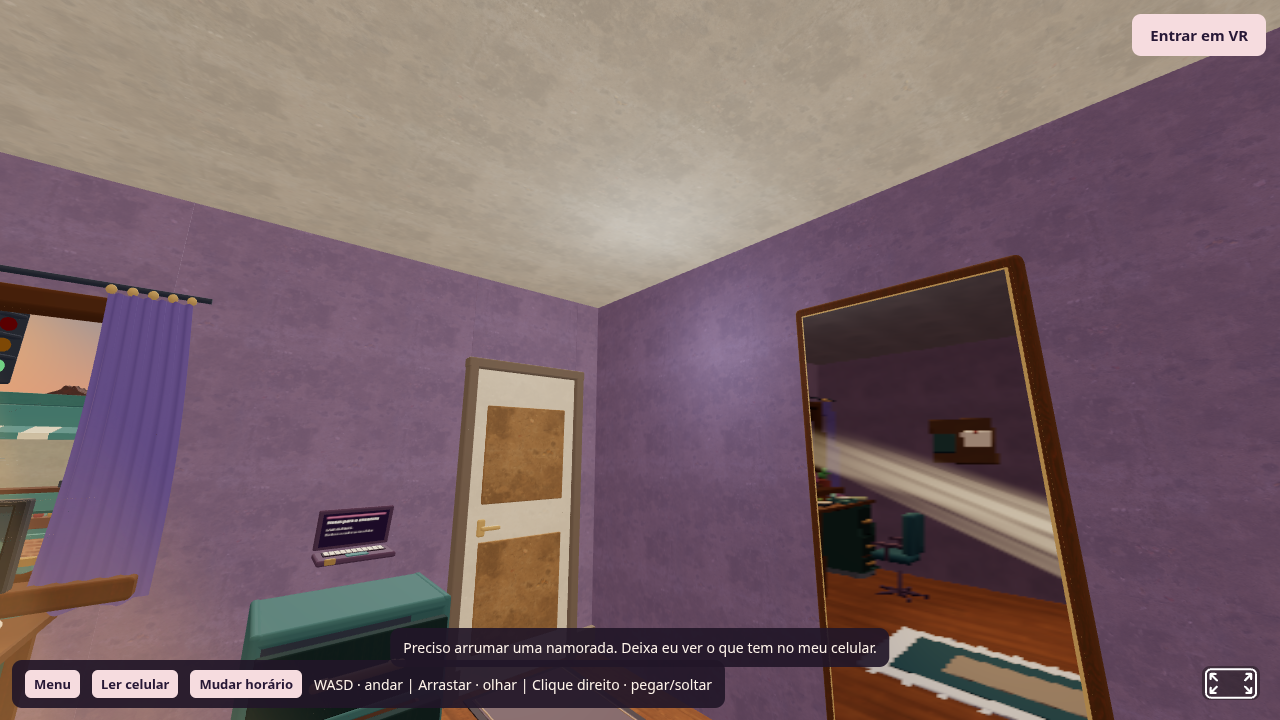 Entrar em VR
Preciso arrumar uma namorada. Deixa eu ver o que tem no meu celular.
Menu
Ler celular
Mudar horário
WASD · andar | Arrastar · olhar | Clique direito · pegar/soltar